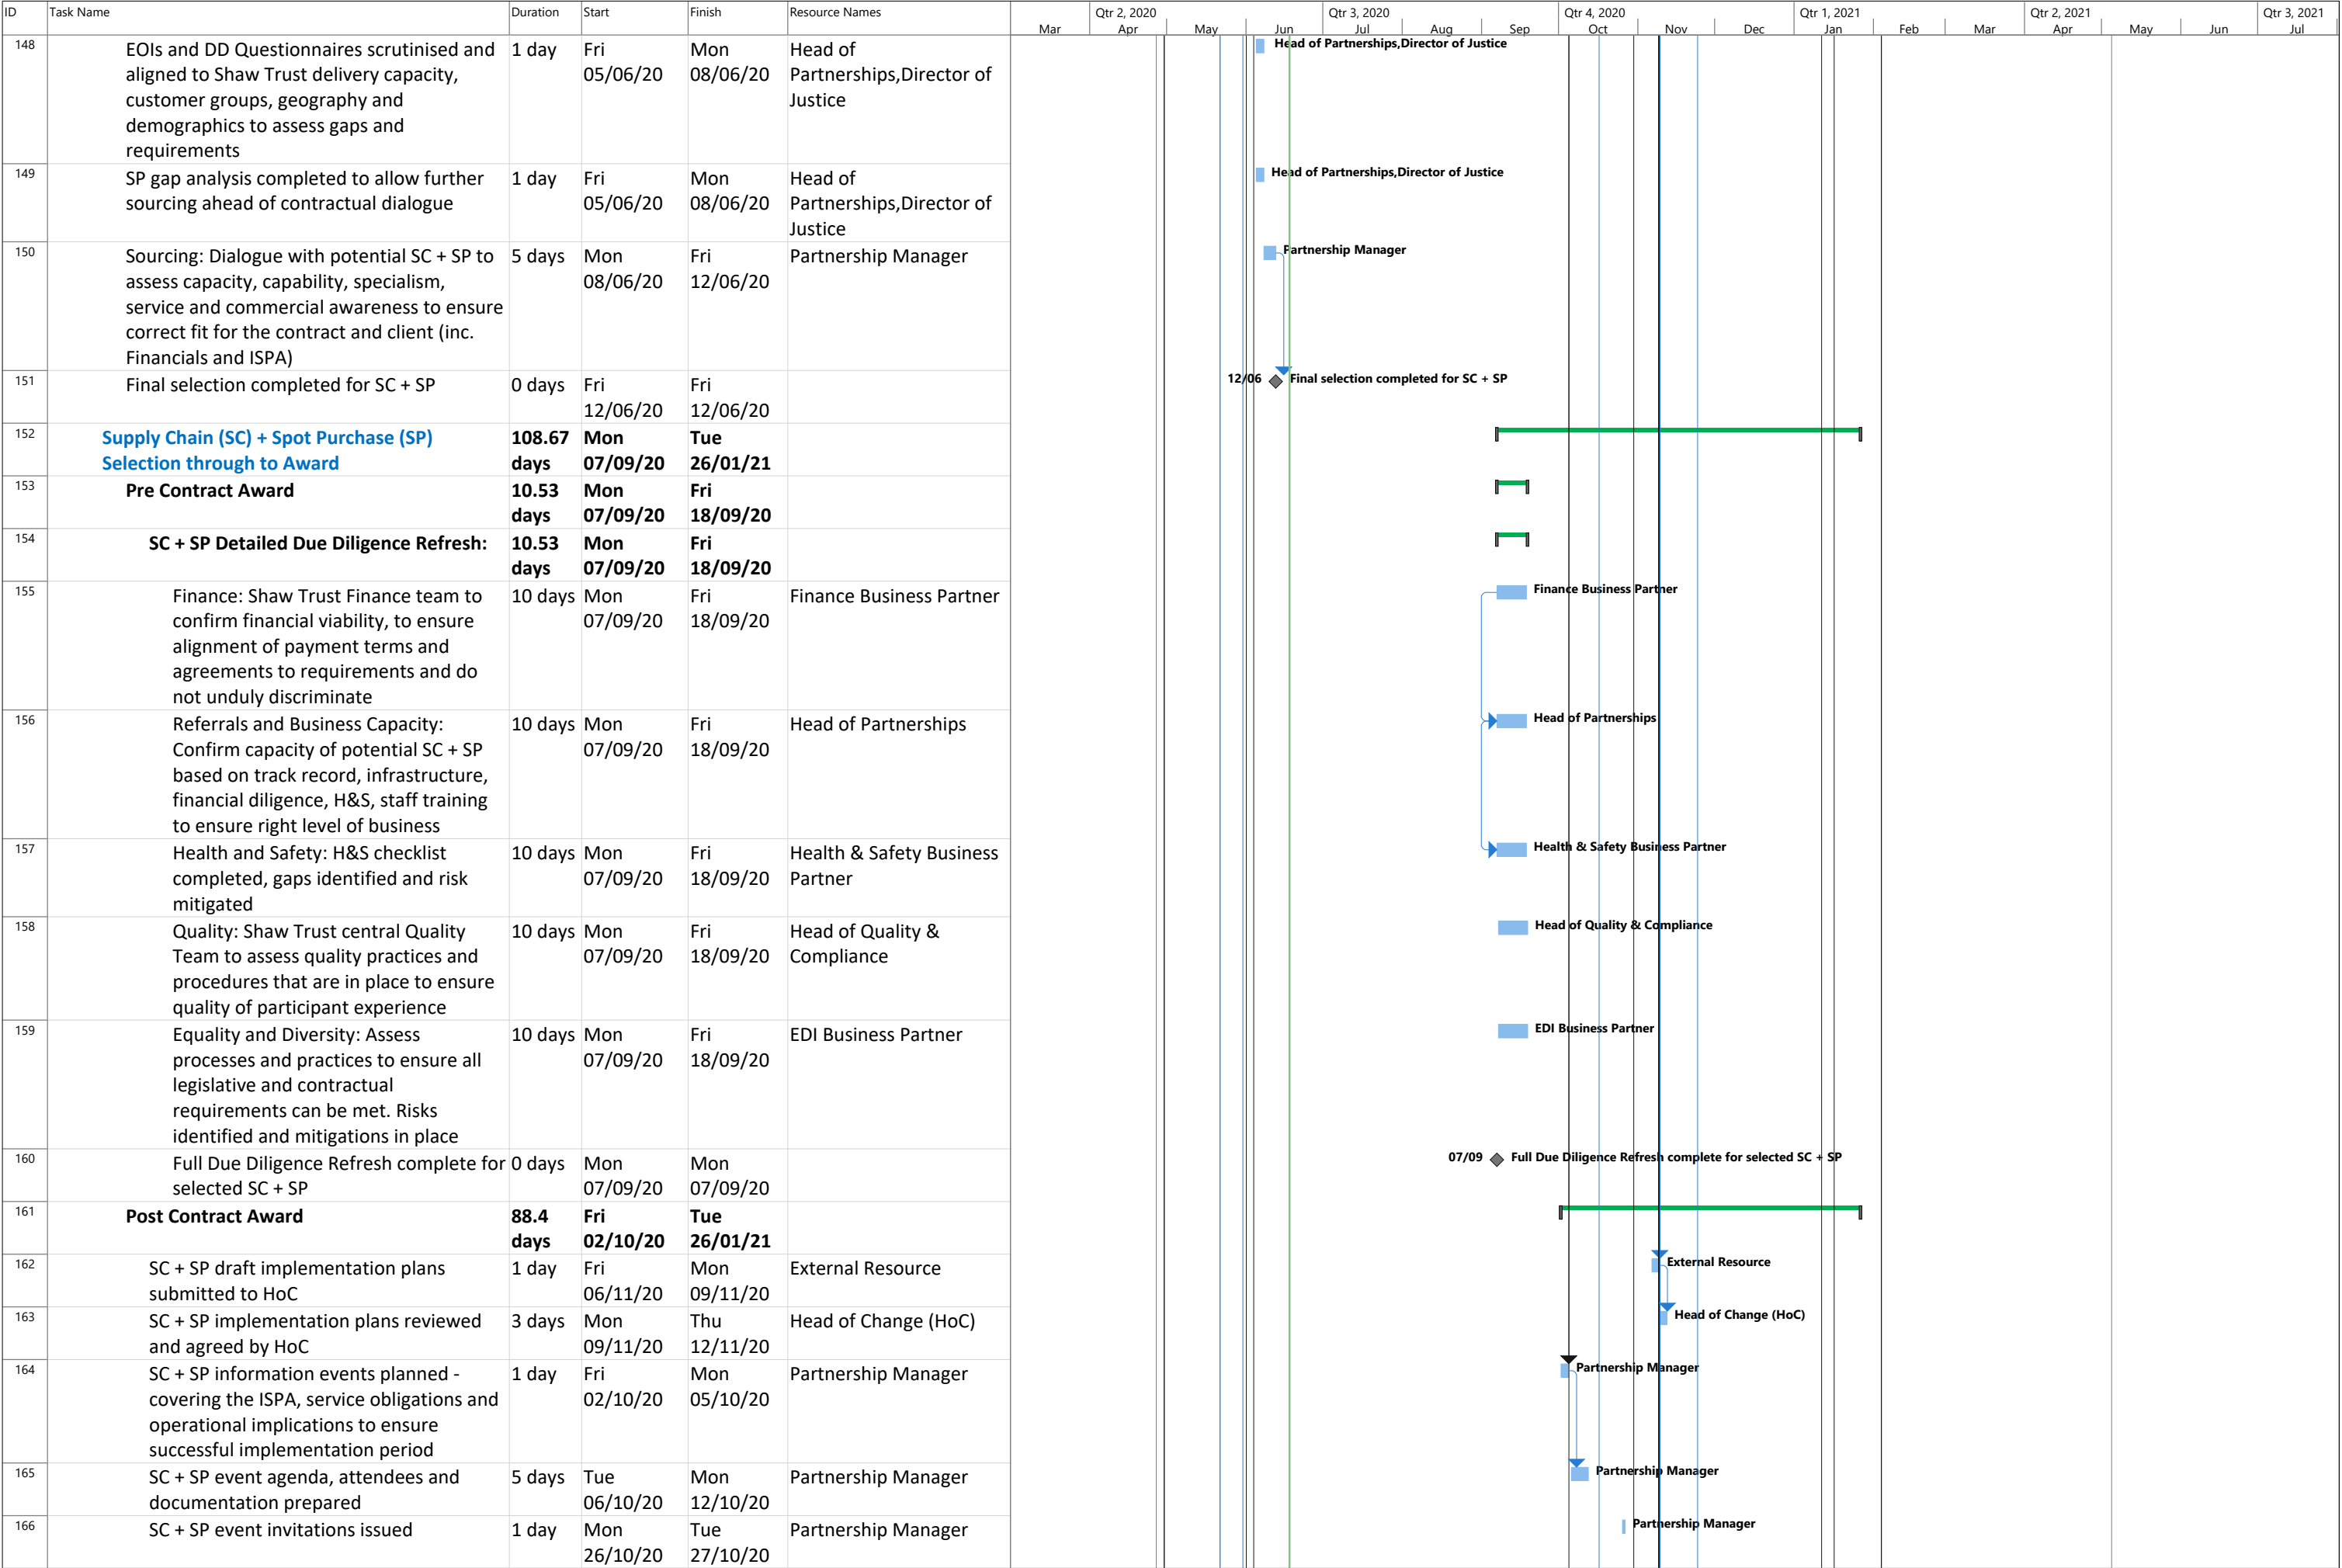 ID Task Name Duration Start Finish Resource Names
Qtr 2, 2020 Qtr 3, 2020 Qtr 4, 2020 Qtr 1, 2021 Qtr 2, 2021 Qtr 3, 2021
Mar Apr May Jun Jul Aug Sep Oct Nov Dec Jan Feb Mar Apr May Jun Jul
148 EOIs and DD Questionnaires scrutinised and 1 day Fri Mon Head of Head of Partnerships,Director of Justice
aligned to Shaw Trust delivery capacity, 05/06/20 08/06/20 Partnerships,Director of
customer groups, geography and Justice
demographics to assess gaps and
requirements
149 SP gap analysis completed to allow further 1 day Fri Mon Head of Head of Partnerships,Director of Justice
sourcing ahead of contractual dialogue 05/06/20 08/06/20 Partnerships,Director of
Justice
150 Sourcing: Dialogue with potential SC + SP to 5 days Mon Fri Partnership Manager Partnership Manager
assess capacity, capability, specialism, 08/06/20 12/06/20
service and commercial awareness to ensure
correct fit for the contract and client (inc.
Financials and ISPA)
151 Final selection completed for SC + SP 0 days Fri Fri 12/06 Final selection completed for SC + SP
12/06/20 12/06/20
152 Supply Chain (SC) + Spot Purchase (SP) 108.67 Mon Tue
Selection through to Award days 07/09/20 26/01/21
153 Pre Contract Award 10.53 Mon Fri
days 07/09/20 18/09/20
154 SC + SP Detailed Due Diligence Refresh: 10.53 Mon Fri
days 07/09/20 18/09/20
155 Finance: Shaw Trust Finance team to 10 days Mon Fri Finance Business Partner Finance Business Partner
confirm financial viability, to ensure 07/09/20 18/09/20
alignment of payment terms and
agreements to requirements and do
not unduly discriminate
156 Referrals and Business Capacity: 10 days Mon Fri Head of Partnerships Head of Partnerships
Confirm capacity of potential SC + SP 07/09/20 18/09/20
based on track record, infrastructure,
financial diligence, H&S, staff training
to ensure right level of business
157 Health and Safety: H&S checklist 10 days Mon Fri Health & Safety Business Health & Safety Business Partner
completed, gaps identified and risk 07/09/20 18/09/20 Partner
mitigated
158 Quality: Shaw Trust central Quality 10 days Mon Fri Head of Quality & Head of Quality & Compliance
Team to assess quality practices and 07/09/20 18/09/20 Compliance
procedures that are in place to ensure
quality of participant experience
159 Equality and Diversity: Assess 10 days Mon Fri EDI Business Partner EDI Business Partner
processes and practices to ensure all 07/09/20 18/09/20
legislative and contractual
requirements can be met. Risks
identified and mitigations in place
160 Full Due Diligence Refresh complete for 0 days Mon Mon 07/09 Full Due Diligence Refresh complete for selected SC + SP
selected SC + SP 07/09/20 07/09/20
161 Post Contract Award 88.4 Fri Tue
days 02/10/20 26/01/21
162 SC + SP draft implementation plans 1 day Fri Mon External Resource External Resource
submitted to HoC 06/11/20 09/11/20
163 SC + SP implementation plans reviewed 3 days Mon Thu Head of Change (HoC) Head of Change (HoC)
and agreed by HoC 09/11/20 12/11/20
164 SC + SP information events planned - 1 day Fri Mon Partnership Manager Partnership Manager
covering the ISPA, service obligations and 02/10/20 05/10/20
operational implications to ensure
successful implementation period
165 SC + SP event agenda, attendees and 5 days Tue Mon Partnership Manager Partnership Manager
documentation prepared 06/10/20 12/10/20
166 SC + SP event invitations issued 1 day Mon Tue Partnership Manager Partnership Manager
26/10/20 27/10/20